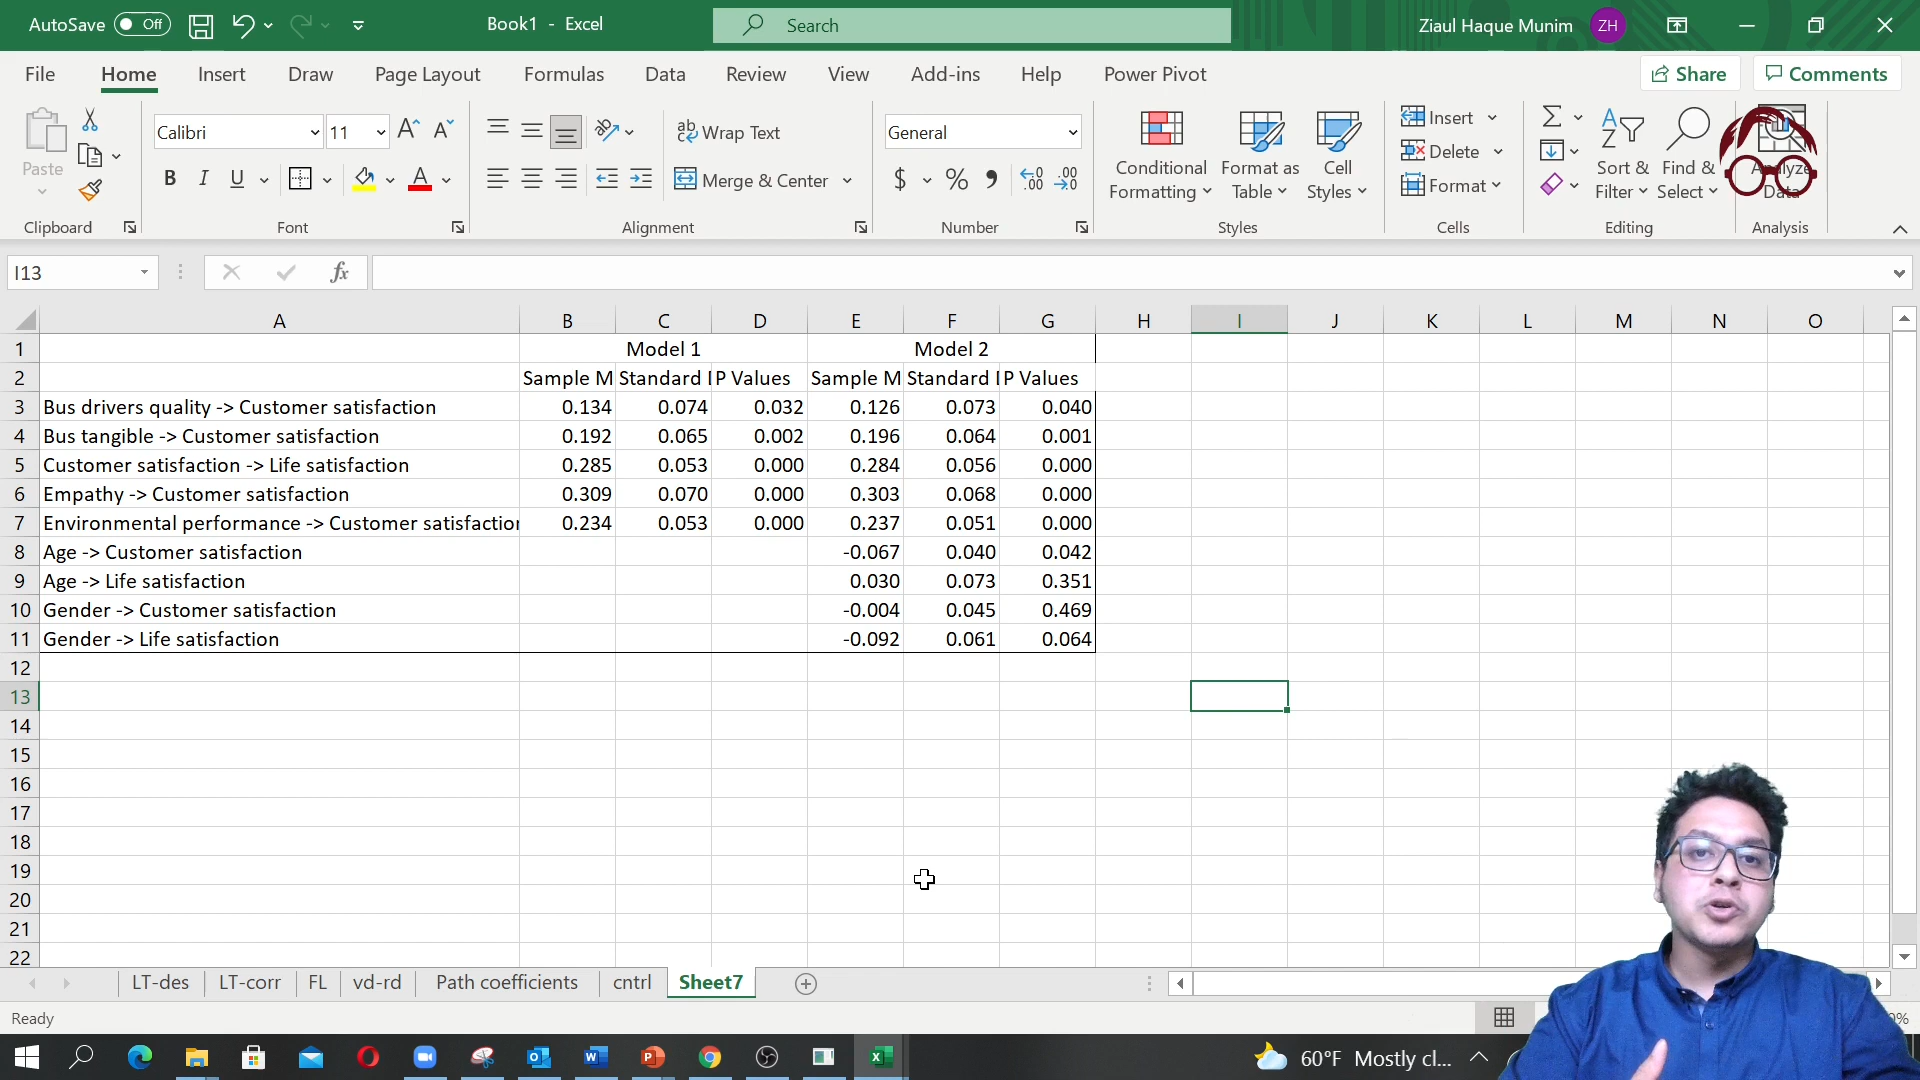 AutoSave Off Book1 - Excel Search Ziaul Haque Munim ZH
File Home Insert Draw Page Layout Formulas Data Review View Add-ins Help Power Pivot Share Comments
Paste Calibri 11 Wrap Text General Conditional Formatting Format as Table Cell Styles Insert Sort & Filter Find & Select Analyze Data
B I U Merge & Center $ % Delete
Format
Clipboard Font Alignment Number Styles Cells Editing Analysis
I13 fx
A B C D E F G H I J K L M N O
1 Model 1 Model 2
2 Sample M Standard P Values Sample M Standard P Values
3 Bus drivers quality -> Customer satisfaction 0.134 0.074 0.032 0.126 0.073 0.040
4 Bus tangible -> Customer satisfaction 0.192 0.065 0.002 0.196 0.064 0.001
5 Customer satisfaction -> Life satisfaction 0.285 0.053 0.000 0.284 0.056 0.000
6 Empathy -> Customer satisfaction 0.309 0.070 0.000 0.303 0.068 0.000
7 Environmental performance -> Customer satisfaction 0.234 0.053 0.000 0.237 0.051 0.000
8 Age -> Customer satisfaction -0.067 0.040 0.042
9 Age -> Life satisfaction 0.030 0.073 0.351
10 Gender -> Customer satisfaction -0.004 0.045 0.469
11 Gender -> Life satisfaction -0.092 0.061 0.064
12
13
14
15
16
17
18
19
20
21
22
LT-des LT-corr FL vd-rd Path coefficients cntrl Sheet7
Ready
60°F Mostly cl...